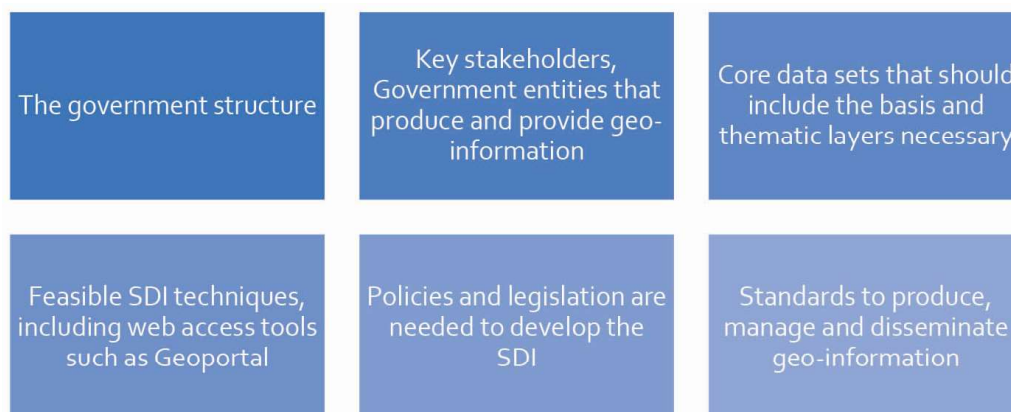 The government structure
Key stakeholders,
Government entities that
produce and provide geo-
information
Core data sets that should
include the basis and
thematic layers necessary
Feasible SDI techniques,
including web access tools
such as Geoportal
Policies and legislation are
needed to develop the
SDI
Standards to produce,
manage and disseminate
geo-information